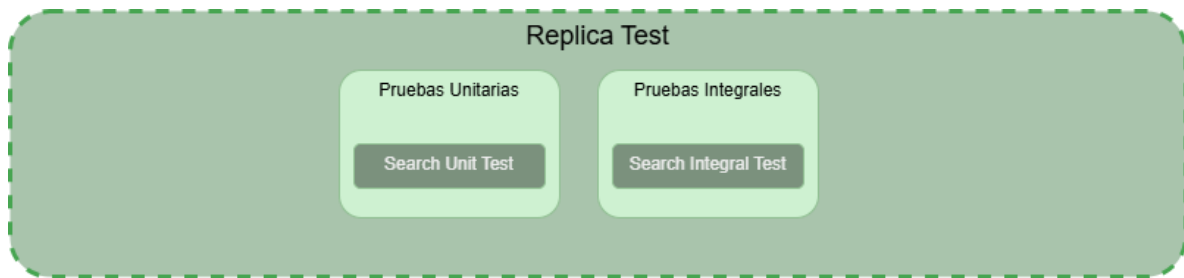 Replica Test
Pruebas Unitarias
Search Unit Test
Pruebas Integrales
Search Integral Test